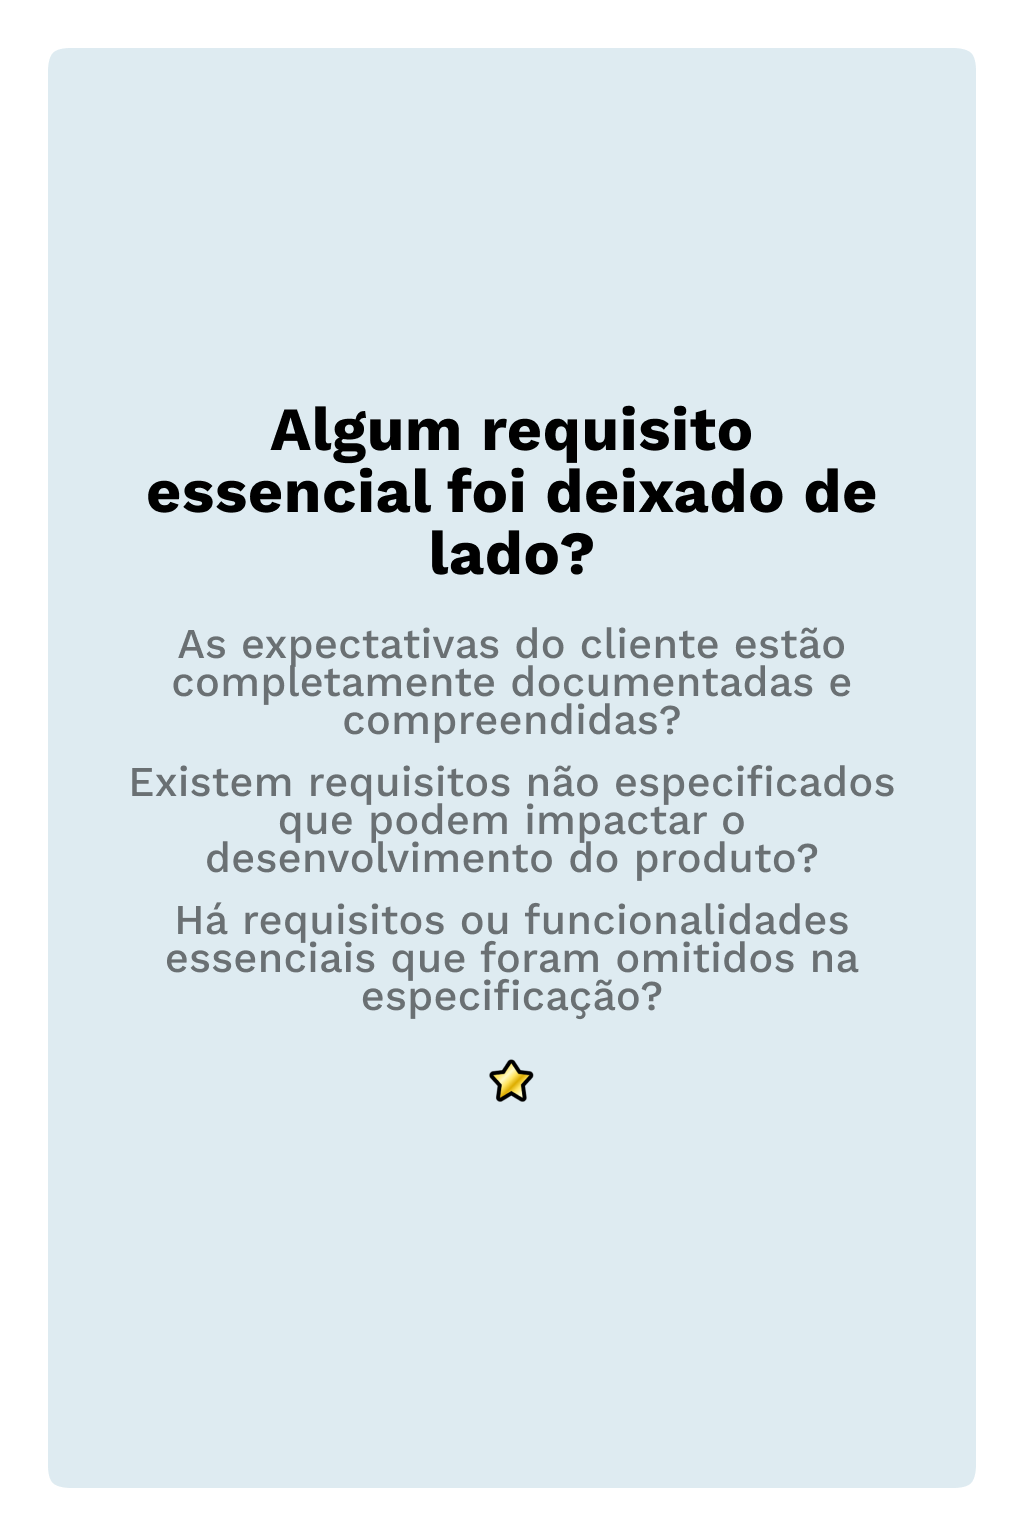 Algum requisito
essencial foi deixado de
lado?
As expectativas do cliente estão
completamente documentadas e
compreendidas?
Existem requisitos não especificados
que podem impactar o
desenvolvimento do produto?
Há requisitos ou funcionalidades
essenciais que foram omitidos na
especificação?